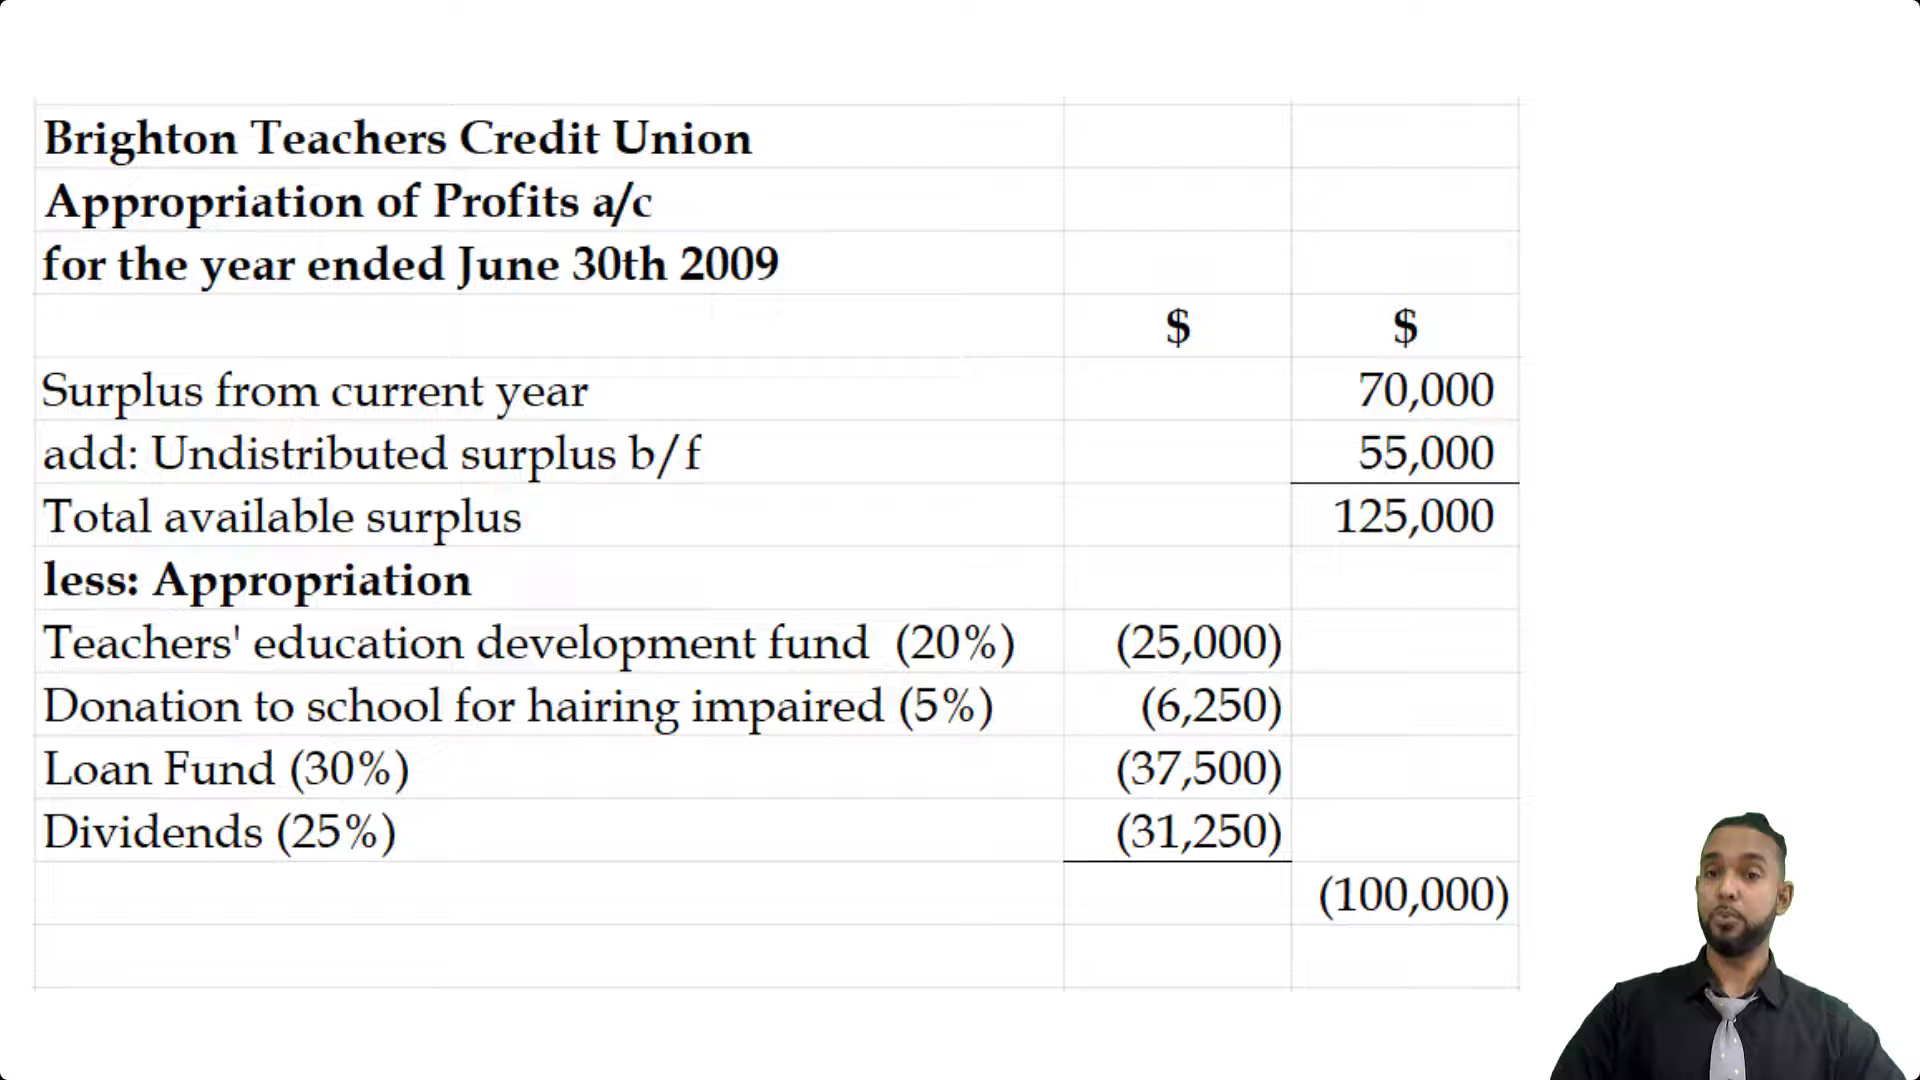 Brighton Teachers Credit Union
Appropriation of Profits a/c
for the year ended June 30th 2009
$ $
Surplus from current year 70,000
add: Undistributed surplus b/f 55,000
Total available surplus 125,000
less: Appropriation
Teachers' education development fund (20%) (25,000)
Donation to school for hairing impaired (5%) (6,250)
Loan Fund (30%) (37,500)
Dividends (25%) (31,250)
(100,000)